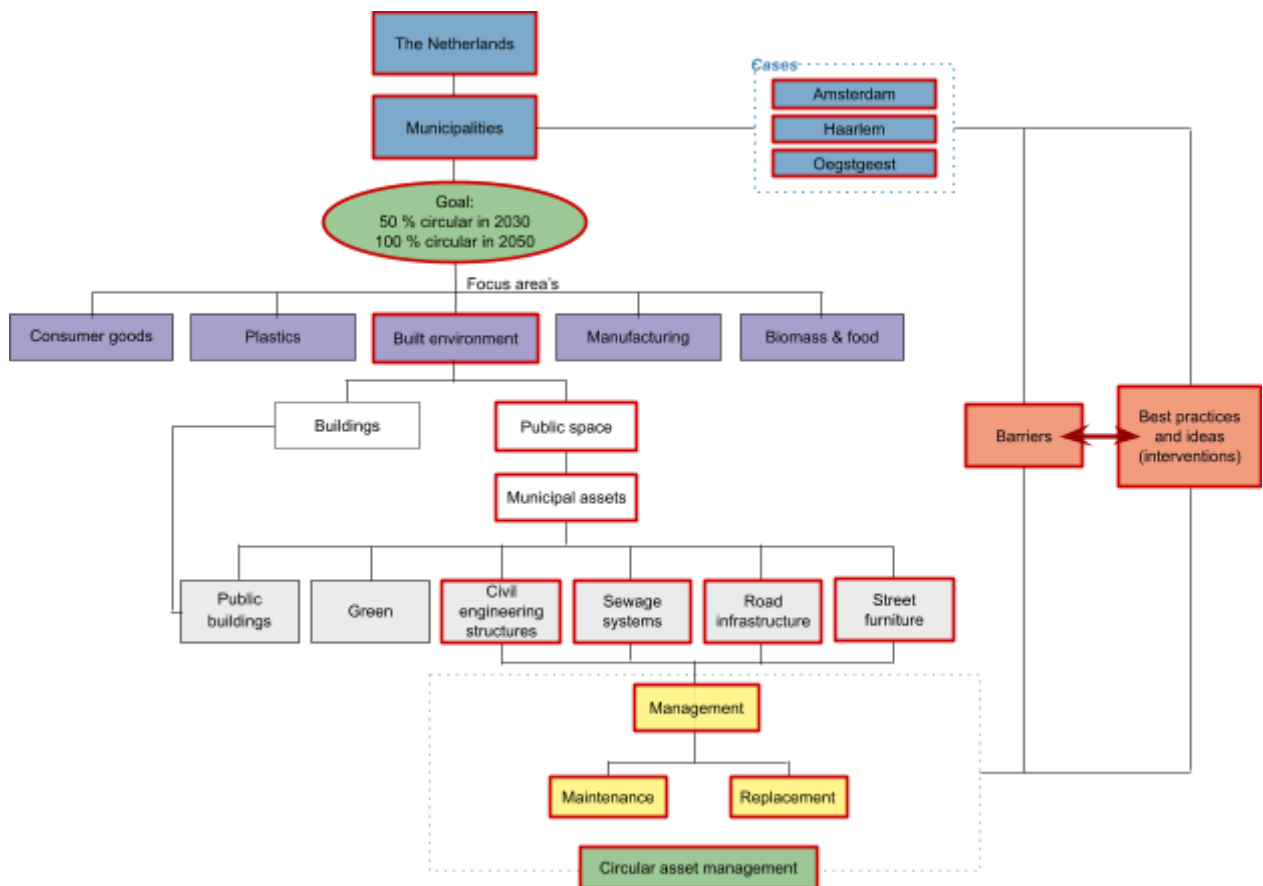 The Netherlands
Cases
Amsterdam
Municipalities
Haarlem
Oegstgeest
Goal:
50 % circular in 2030
100 % circular in 2050
Focus area's
Consumer goods
Plastics
Built environment
Manufacturing
Biomass & food
Buildings
Public space
Barriers
Best practices
and ideas
(interventions)
Municipal assets
Public
buildings
Green
Civil
engineering
structures
Sewage
systems
Road
infrastructure
Street
furniture
Management
Maintenance
Replacement
Circular asset management